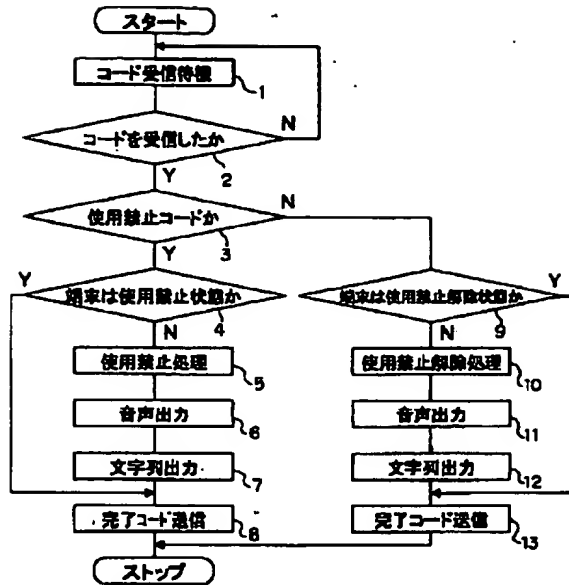 スタート
コード受信待機
1
コードを受信したか
N
2
Y
使用禁止コードか
N
3
Y
Y
端末は使用禁止状態か
4
N
端末は使用禁止解除状態か
Y
9
N
使用禁止処理
5
使用禁止解除処理
10
音声出力
6
音声出力
11
文字列出力
7
文字列出力
12
完了コード送信
8
完了コード送信
13
ストップ